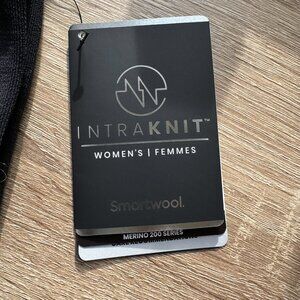 INTRAKNIT™
WOMEN'S | FEMMES
Smartwool.
MERINO 200 SERIES